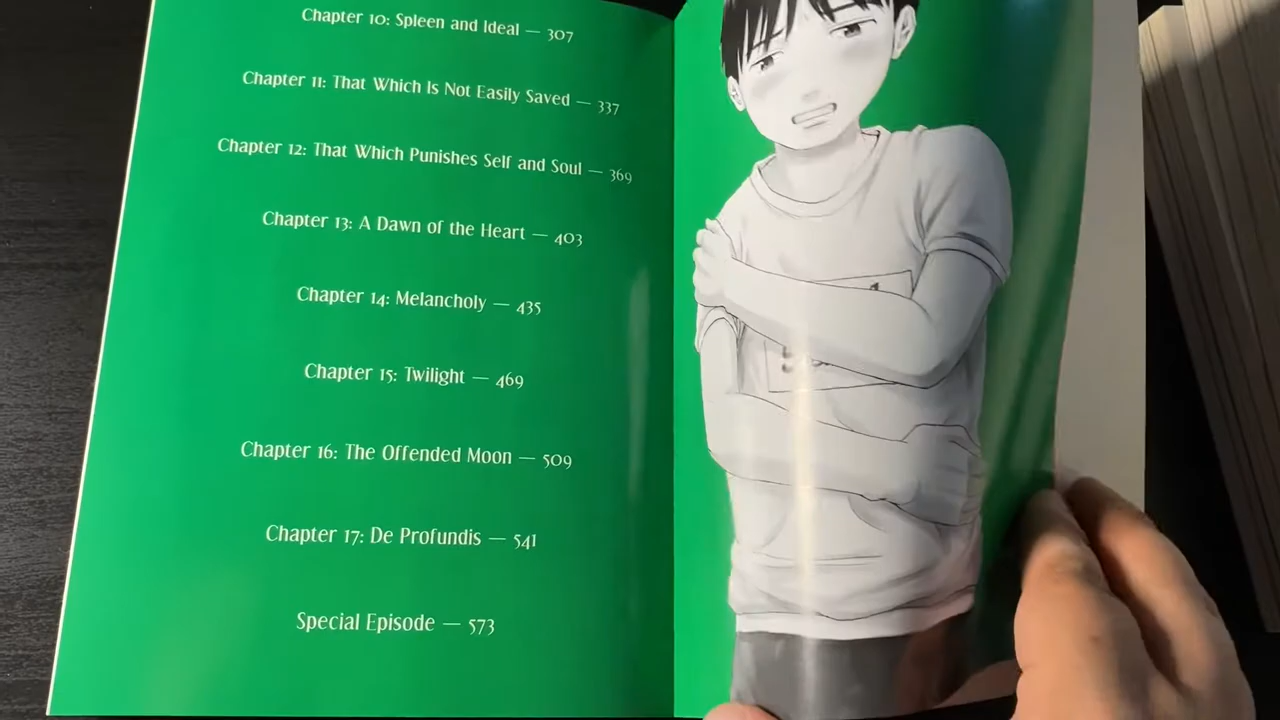 Chapter 10: Spleen and Ideal — 307
Chapter 11: That Which Is Not Easily Saved — 337
Chapter 12: That Which Punishes Self and Soul — 369
Chapter 13: A Dawn of the Heart — 403
Chapter 14: Melancholy — 435
Chapter 15: Twilight — 469
Chapter 16: The Offended Moon — 509
Chapter 17: De Profundis — 541
Special Episode — 573